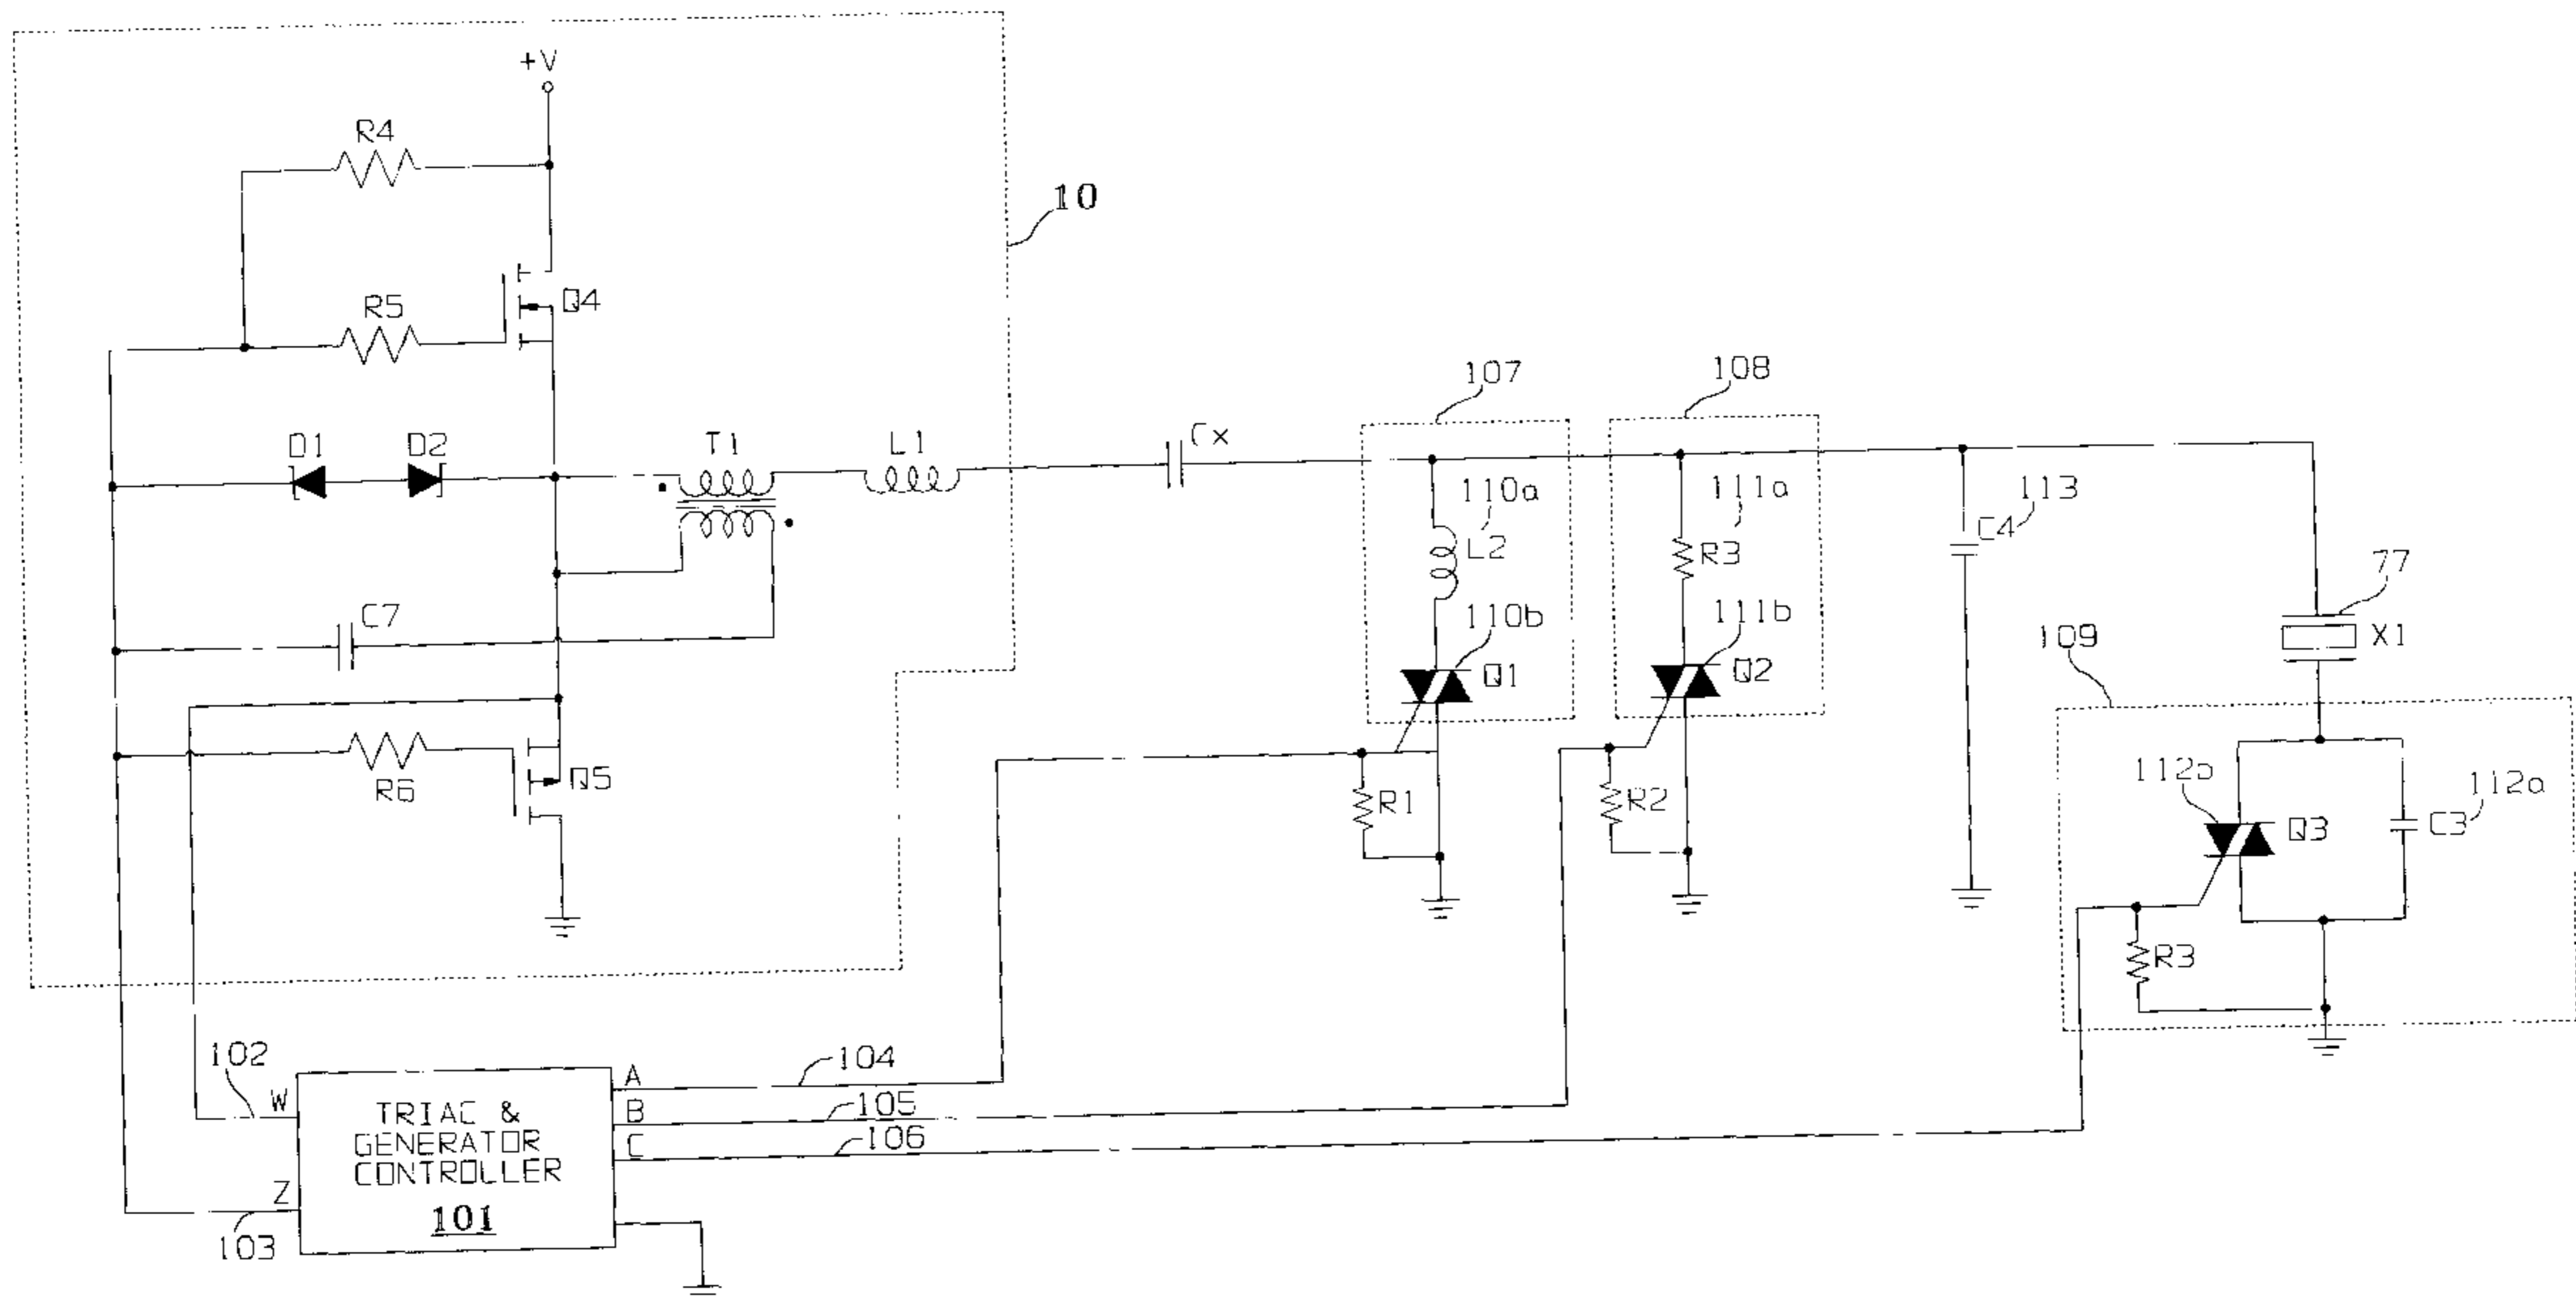 +V
R4
10
R5
Q4
107
108
D1
D2
T1
L1
Cx
110a
111a
113
L2
R3
C4
77
C7
110b
111b
109
X1
Q1
Q2
R6
Q5
R1
R2
112b
112a
Q3
C3
R3
102
104
W
A
105
B
106
C
TRIAC &
GENERATOR
CONTROLLER
Z
101
103